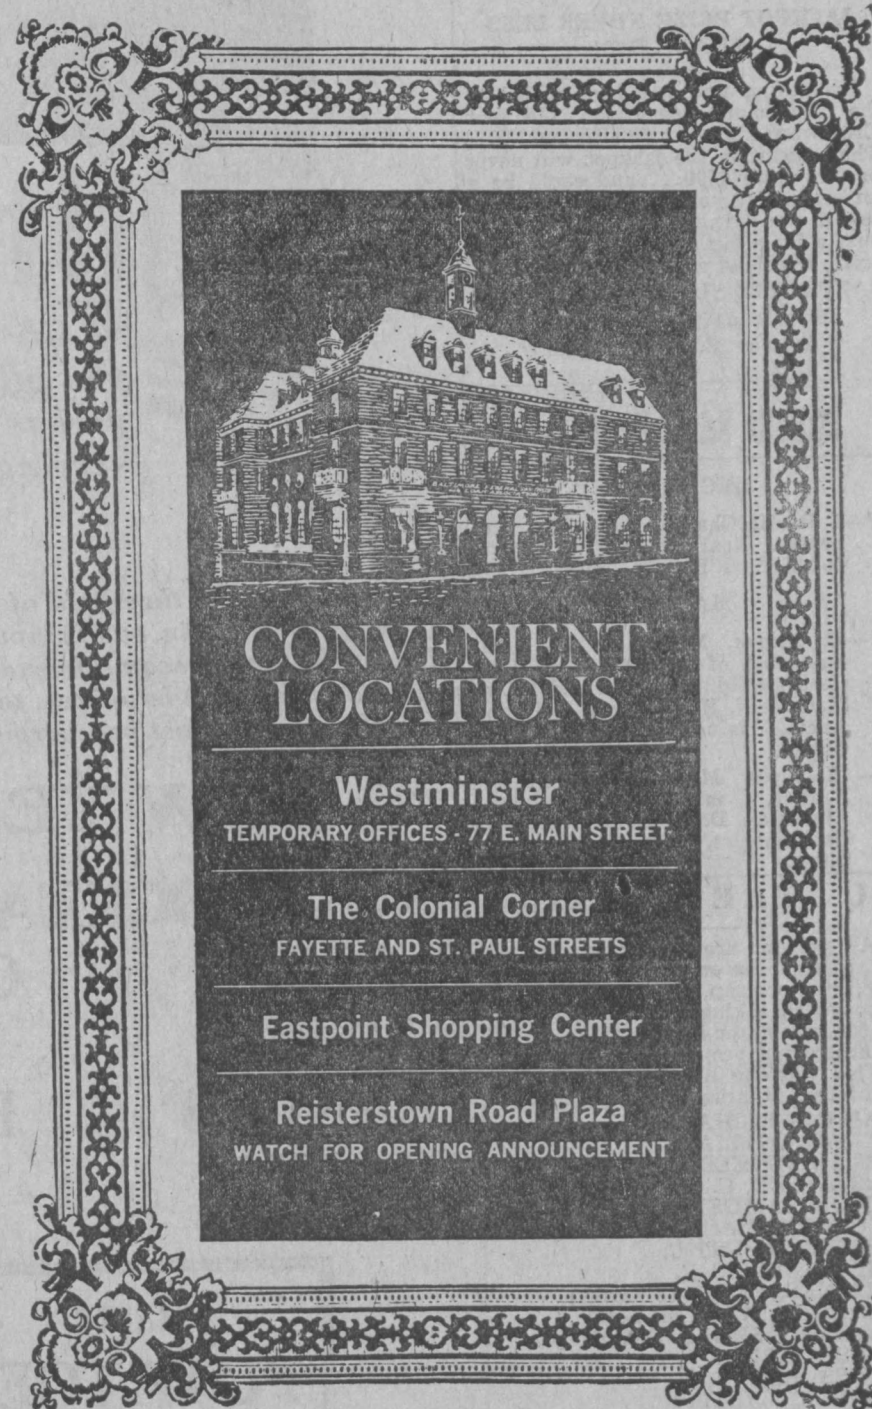 CONVENIENT
LOCATIONS
Westminster
TEMPORARY OFFICES - 77 E. MAIN STREET
The Colonial Corner
FAYETTE AND ST. PAUL STREETS
Eastpoint Shopping Center
Reisterstown Road Plaza
WATCH FOR OPENING ANNOUNCEMENT